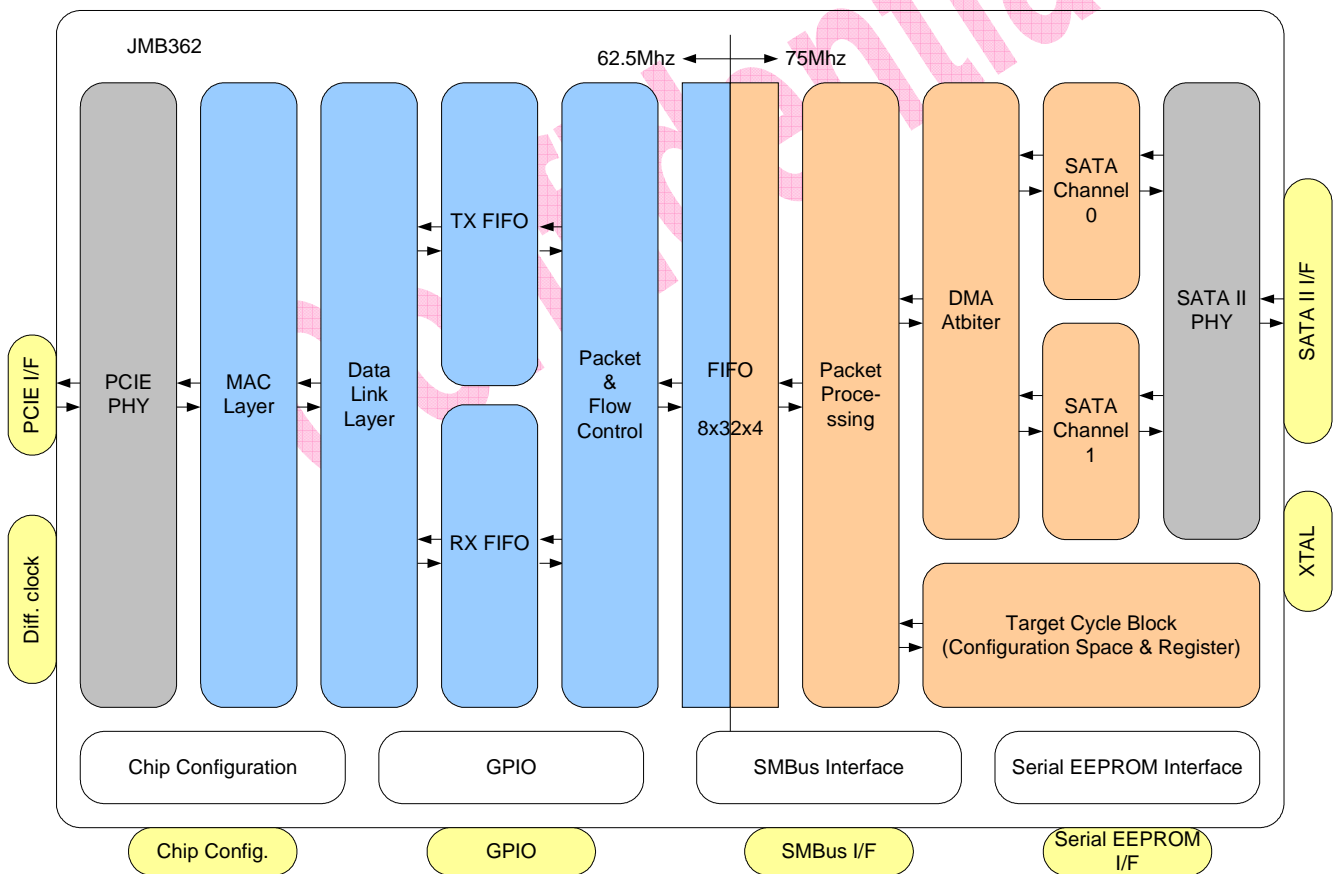 JMB362
62.5Mhz
75Mhz
PCIE I/F
Diff. clock
PCIE
PHY
MAC
Layer
Data
Link
Layer
TX FIFO
RX FIFO
Packet
&
Flow
Control
FIFO
8x32x4
Packet
Proce-
ssing
DMA
Atbiter
SATA
Channel
0
SATA
Channel
1
SATA II
PHY
SATA II I/F
XTAL
Target Cycle Block
(Configuration Space & Register)
Chip Configuration
GPIO
SMBus Interface
Serial EEPROM Interface
Chip Config.
GPIO
SMBus I/F
Serial EEPROM
I/F